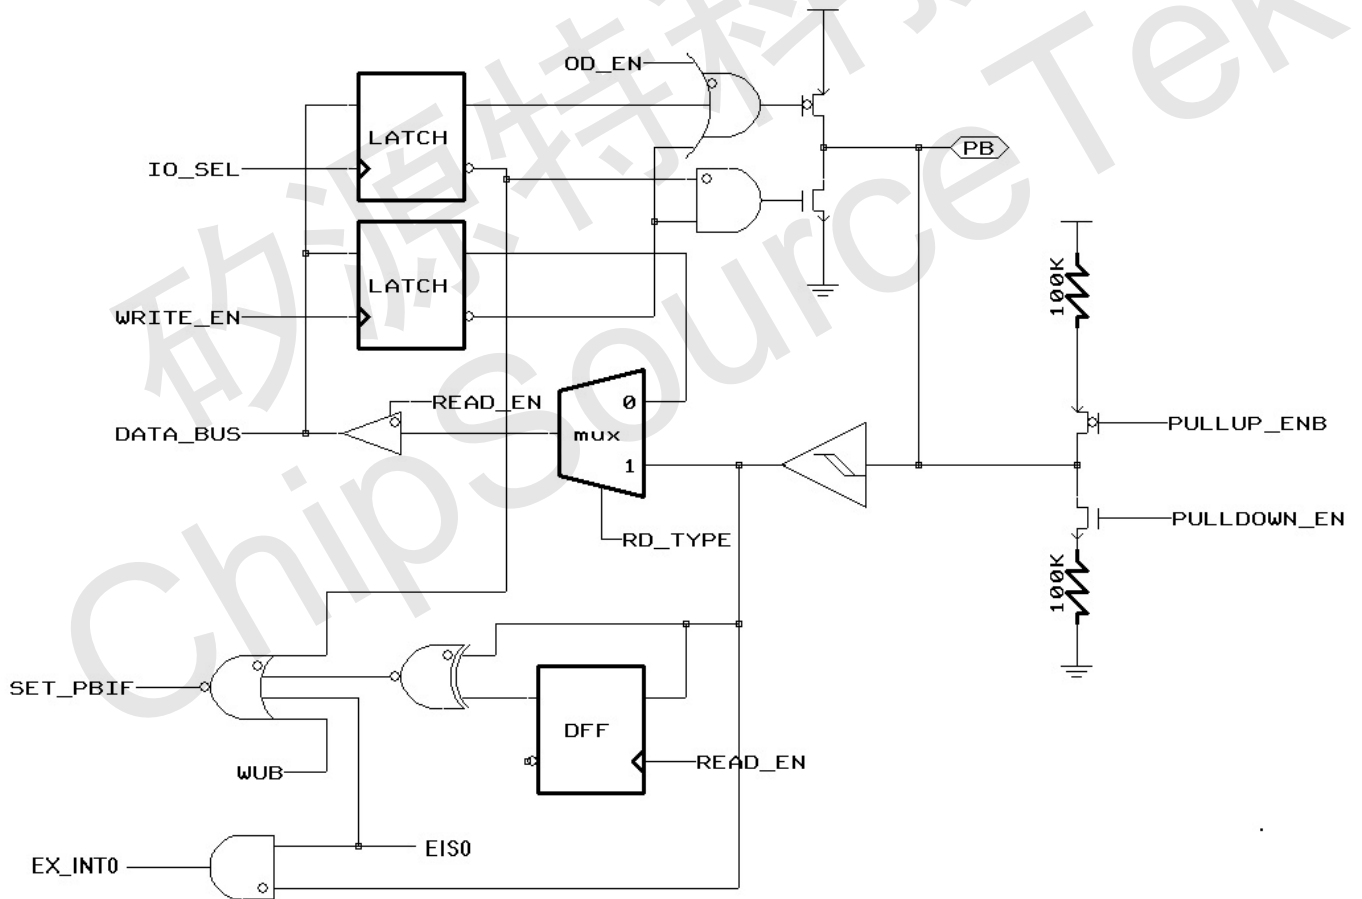 矽源特科
ChipSourceTek
OD_EN
LATCH
IO_SEL
PB
LATCH
WRITE_EN
100K
READ_EN
0
DATA_BUS
mux
PULLUP_ENB
1
PULLDOWN_EN
RD_TYPE
100K
SET_PBIF
DFF
WUB
READ_EN
EIS0
EX_INT0